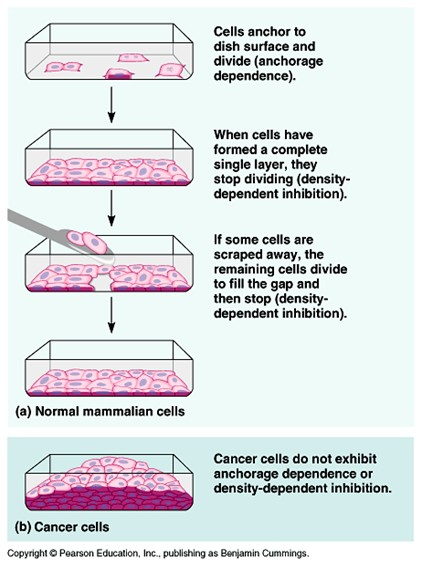 Cells anchor to
dish surface and
divide (anchorage
dependence).
When cells have
formed a complete
single layer, they
stop dividing (density-
dependent inhibition).
If some cells are
scraped away, the
remaining cells divide
to fill the gap and
then stop (density-
dependent inhibition).
(a) Normal mammalian cells
Cancer cells do not exhibit
anchorage dependence or
density-dependent inhibition.
(b) Cancer cells
Copyright © Pearson Education, Inc., publishing as Benjamin Cummings.